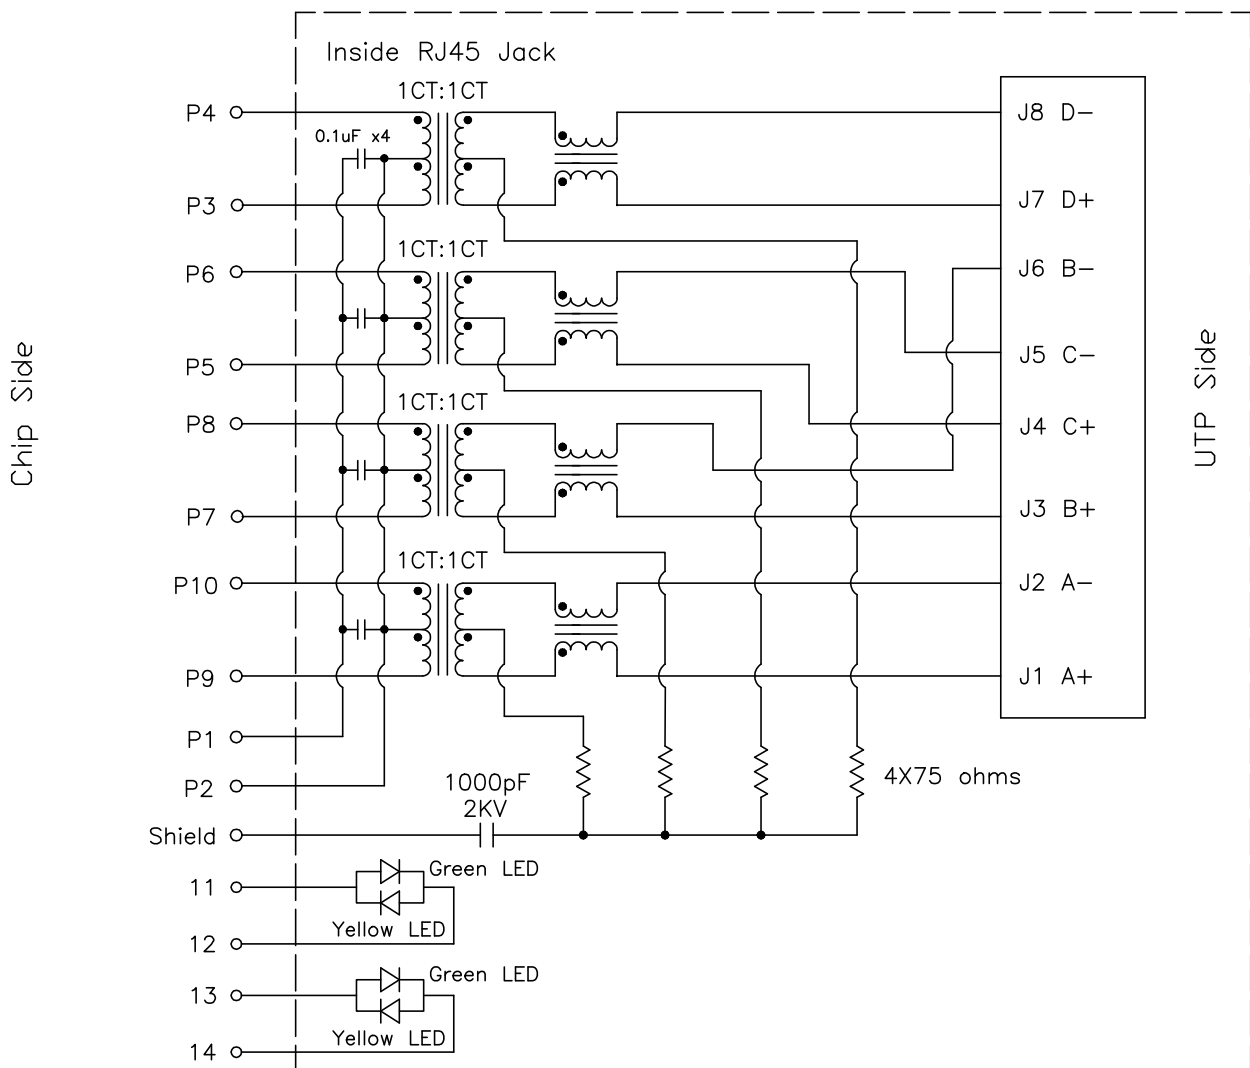 Inside RJ45 Jack
1CT:1CT
P4
0.1uF x4
J8 D-
P3
J7 D+
1CT:1CT
P6
J6 B-
P5
J5 C-
1CT:1CT
P8
J4 C+
P7
J3 B+
1CT:1CT
P10
J2 A-
P9
J1 A+
P1
P2
1000pF
2KV
4X75 ohms
Shield
Green LED
11
Yellow LED
12
Green LED
13
Yellow LED
14
Chip Side
UTP Side